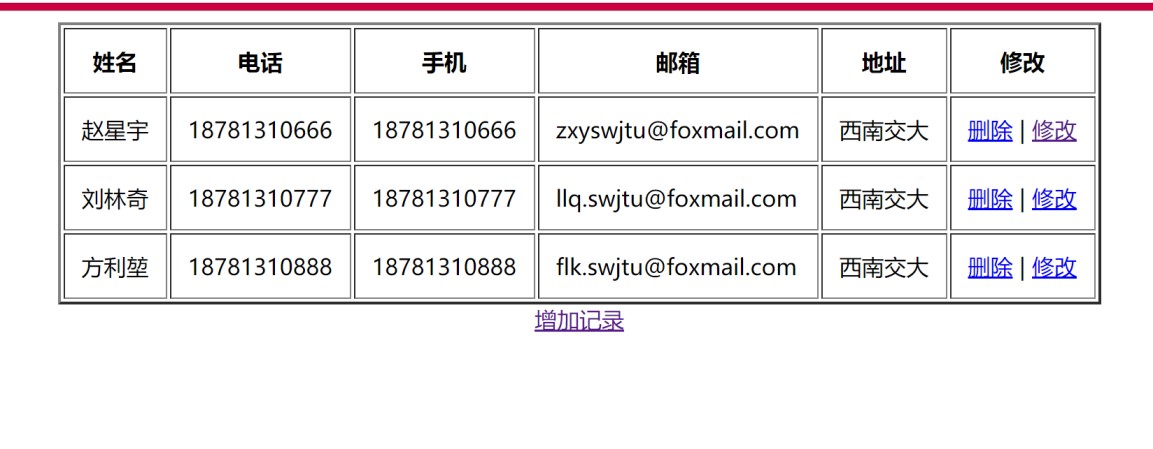 姓名 电话 手机 邮箱 地址 修改
赵星宇 18781310666 18781310666 zxyswjtu@foxmail.com 西南交大 删除 | 修改
刘林奇 18781310777 18781310777 llq.swjtu@foxmail.com 西南交大 删除 | 修改
方利堃 18781310888 18781310888 flk.swjtu@foxmail.com 西南交大 删除 | 修改
增加记录